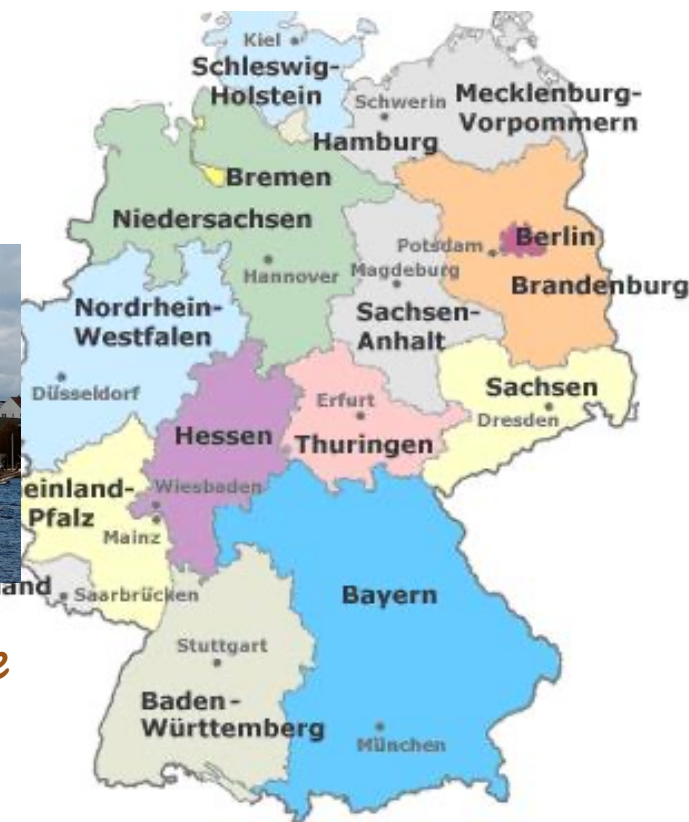 Kiel
Schleswig-
Holstein
Schwerin
Mecklenburg-
Vorpommern
Hamburg
Bremen
Niedersachsen
Hannover
Potsdam
Berlin
Magdeburg
Brandenburg
Sachsen-
Anhalt
Nordrhein-
Westfalen
Düsseldorf
Hessen
Erfurt
Thuringen
Sachsen
Dresden
einland-
Pfalz
Wiesbaden
Mainz
and
Saarbrücken
Bayern
e
Stuttgart
Baden-
Württemberg
München